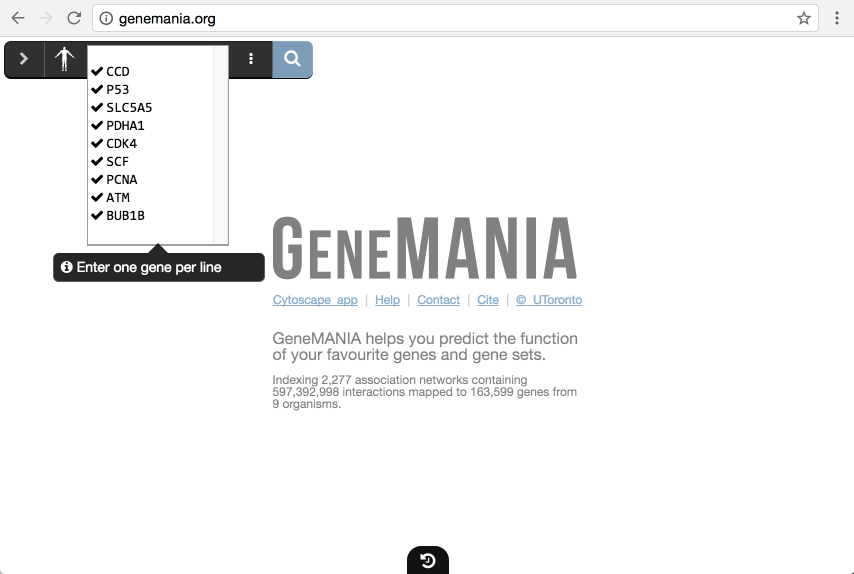 genemania.org
CCD
P53
SLC5A5
PDHA1
CDK4
SCF
PCNA
ATM
BUB1B
Enter one gene per line
GENEMANIA
Cytoscape app | Help | Contact | Cite | © UToronto
GeneMANIA helps you predict the function
of your favourite genes and gene sets.
Indexing 2,277 association networks containing
597,392,998 interactions mapped to 163,599 genes from
9 organisms.